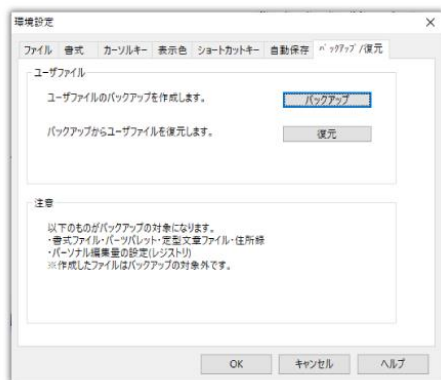 環境設定
ファイル 書式 カーソルキー 表示色 ショートカットキー 自動保存 バックアップ/復元
ユーザファイル
ユーザファイルのバックアップを作成します。 バックアップ
バックアップからユーザファイルを復元します。 復元
注意
以下のものがバックアップの対象になります。
・書式ファイル・パーツパレット・定型文章ファイル・住所録
・パーソナル編集量の設定(レジストリ)
※作成したファイルはバックアップの対象外です。
OK キャンセル ヘルプ